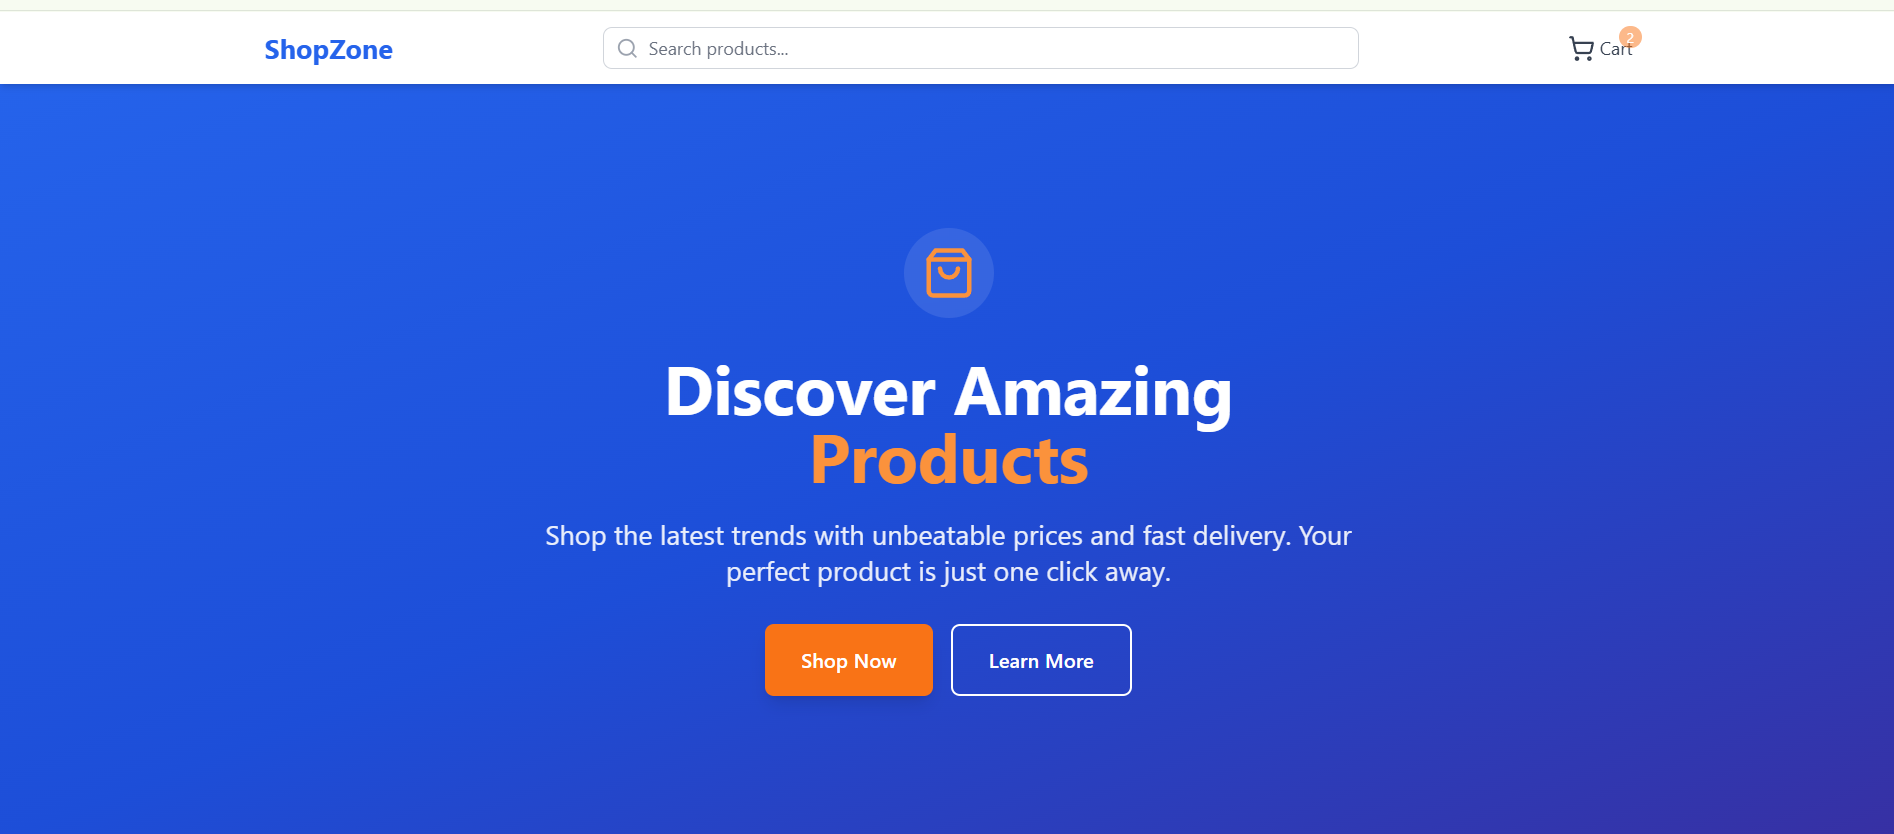 ShopZone
Search products...
Cart
2
Discover Amazing
Products
Shop the latest trends with unbeatable prices and fast delivery. Your
perfect product is just one click away.
Shop Now
Learn More